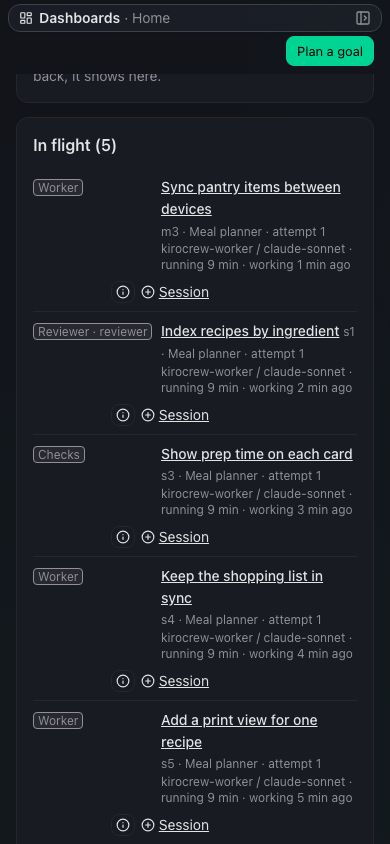 Dashboards · Home
Plan a goal
back, it shows here.
In flight (5)
Worker
Sync pantry items between
devices
m3 · Meal planner · attempt 1
kirocrew-worker / claude-sonnet ·
running 9 min · working 1 min ago
Session
Reviewer · reviewer
Index recipes by ingredient s1
· Meal planner · attempt 1
kirocrew-worker / claude-sonnet ·
running 9 min · working 2 min ago
Session
Checks
Show prep time on each card
s3 · Meal planner · attempt 1
kirocrew-worker / claude-sonnet ·
running 9 min · working 3 min ago
Session
Worker
Keep the shopping list in
sync
s4 · Meal planner · attempt 1
kirocrew-worker / claude-sonnet ·
running 9 min · working 4 min ago
Session
Worker
Add a print view for one
recipe
s5 · Meal planner · attempt 1
kirocrew-worker / claude-sonnet ·
running 9 min · working 5 min ago
Session